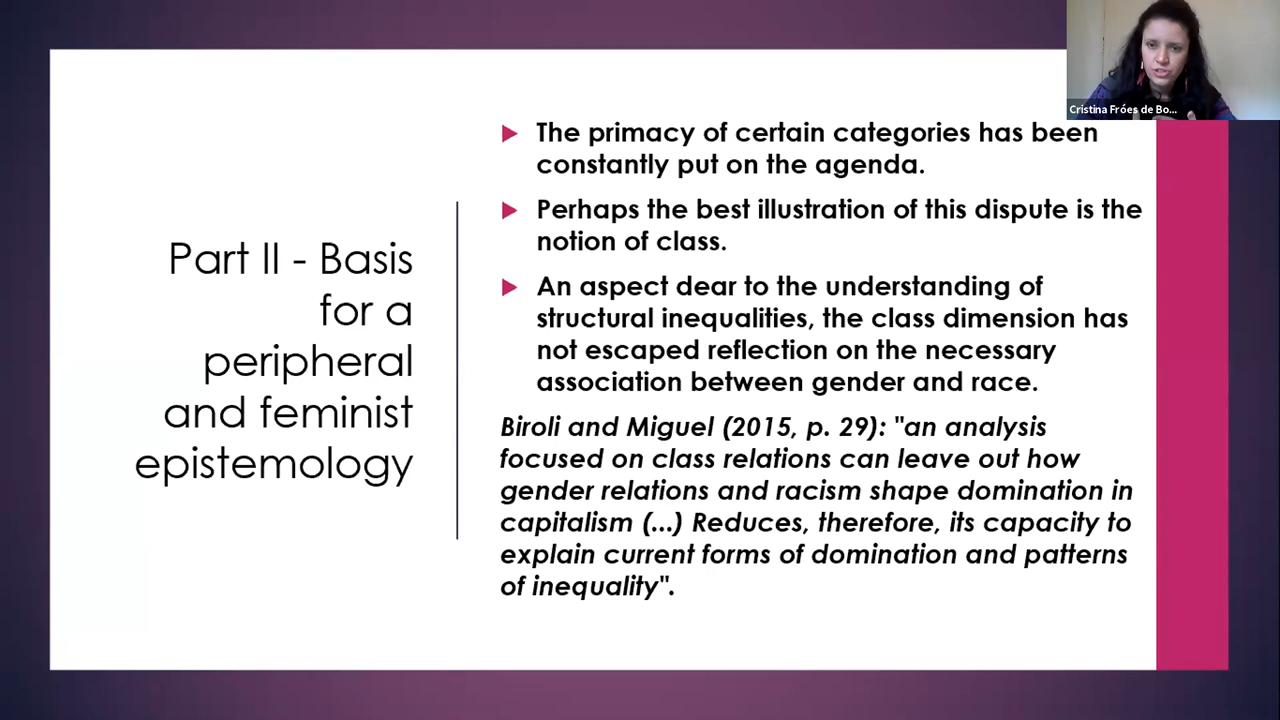 Cristina Fróes de Bo...
Part II - Basis
for a
peripheral
and feminist
epistemology
The primacy of certain categories has been
constantly put on the agenda.
Perhaps the best illustration of this dispute is the
notion of class.
An aspect dear to the understanding of
structural inequalities, the class dimension has
not escaped reflection on the necessary
association between gender and race.
Biroli and Miguel (2015, p. 29): "an analysis
focused on class relations can leave out how
gender relations and racism shape domination in
capitalism (...) Reduces, therefore, its capacity to
explain current forms of domination and patterns
of inequality".